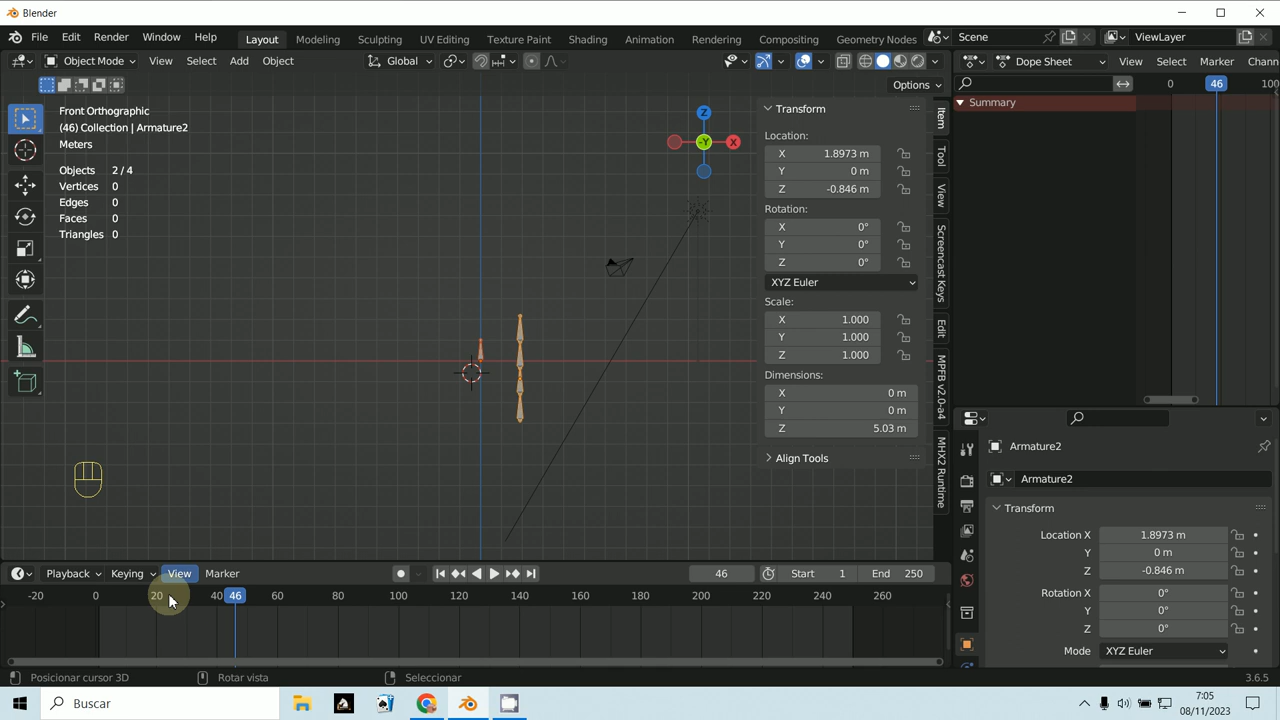 Blender
File Edit Render Window Help Layout Modeling Sculpting UV Editing Texture Paint Shading Animation Rendering Compositing Geometry Nodes Scene ViewLayer
Object Mode View Select Add Object Global Dope Sheet View Select Marker Chann
Options
0 46 100
Summary
Front Orthographic
(46) Collection | Armature2
Meters
Objects 2 / 4
Vertices 0
Edges 0
Faces 0
Triangles 0
Z
-Y
X
Transform
Location:
X 1.8973 m
Y 0 m
Z -0.846 m
Rotation:
X 0°
Y 0°
Z 0°
XYZ Euler
Scale:
X 1.000
Y 1.000
Z 1.000
Dimensions:
X 0 m
Y 0 m
Z 5.03 m
Align Tools
Item
Tool
View
Screencast Keys
Edit
MPFB v2.0-a4
MHX2 Runtime
Armature2
Armature2
Transform
Location X 1.8973 m
Y 0 m
Z -0.846 m
Rotation X 0°
Y 0°
Z 0°
Mode XYZ Euler
Playback Keying View Marker 46 Start 1 End 250
-20 0 20 40 46 60 80 100 120 140 160 180 200 220 240 260
Posicionar cursor 3D Rotar vista Seleccionar 3.6.5
Buscar
7:05
08/11/2023